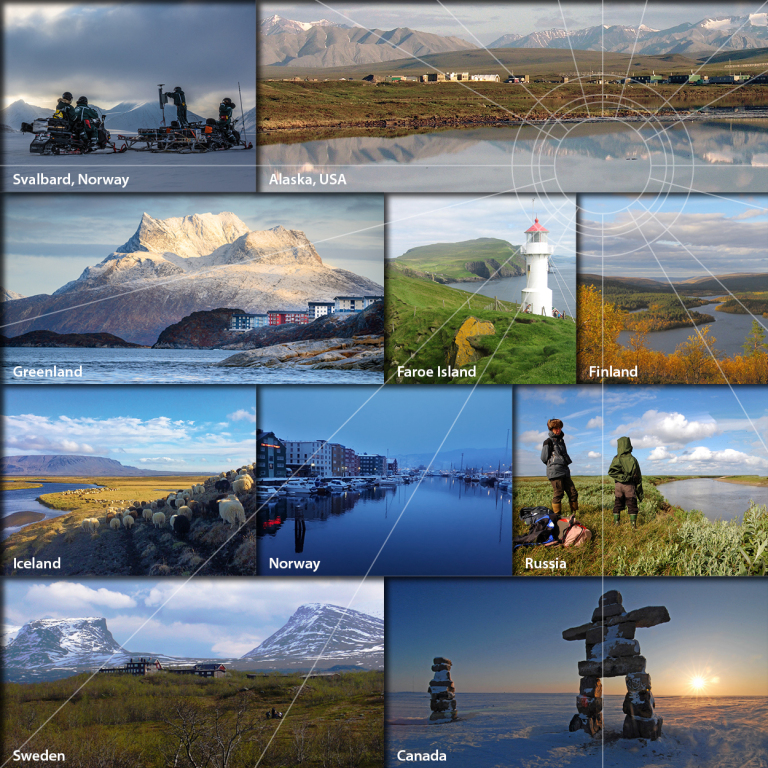 Svalbard, Norway
Alaska, USA
Greenland
Faroe Island
Finland
Iceland
Norway
Russia
Sweden
Canada